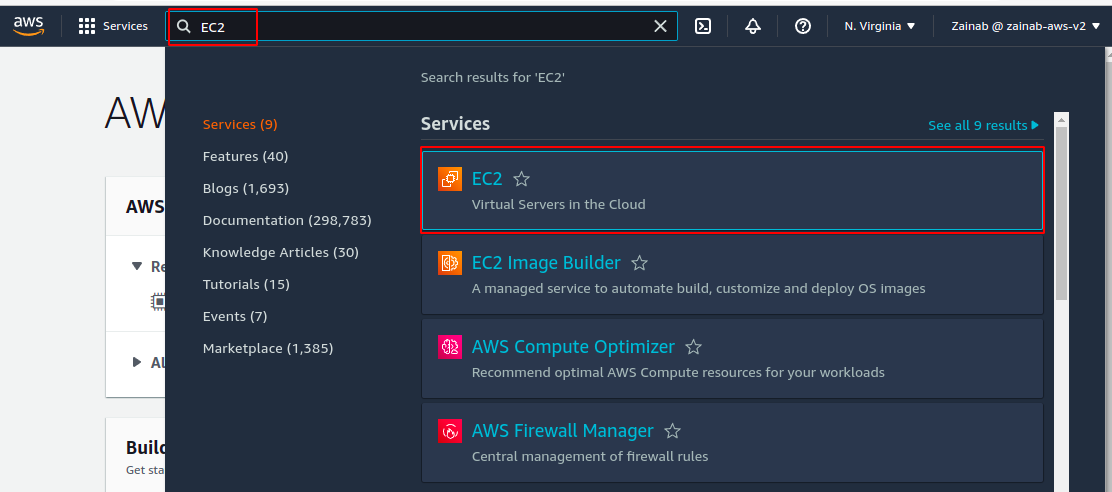 aws
Services
EC2
N. Virginia
Zainab @ zainab-aws-v2
Search results for 'EC2'
AW
AWS
Re
Al
Build
Get sta
Services (9)
Features (40)
Blogs (1,693)
Documentation (298,783)
Knowledge Articles (30)
Tutorials (15)
Events (7)
Marketplace (1,385)
Services
See all 9 results
EC2
Virtual Servers in the Cloud
EC2 Image Builder
A managed service to automate build, customize and deploy OS images
AWS Compute Optimizer
Recommend optimal AWS Compute resources for your workloads
AWS Firewall Manager
Central management of firewall rules